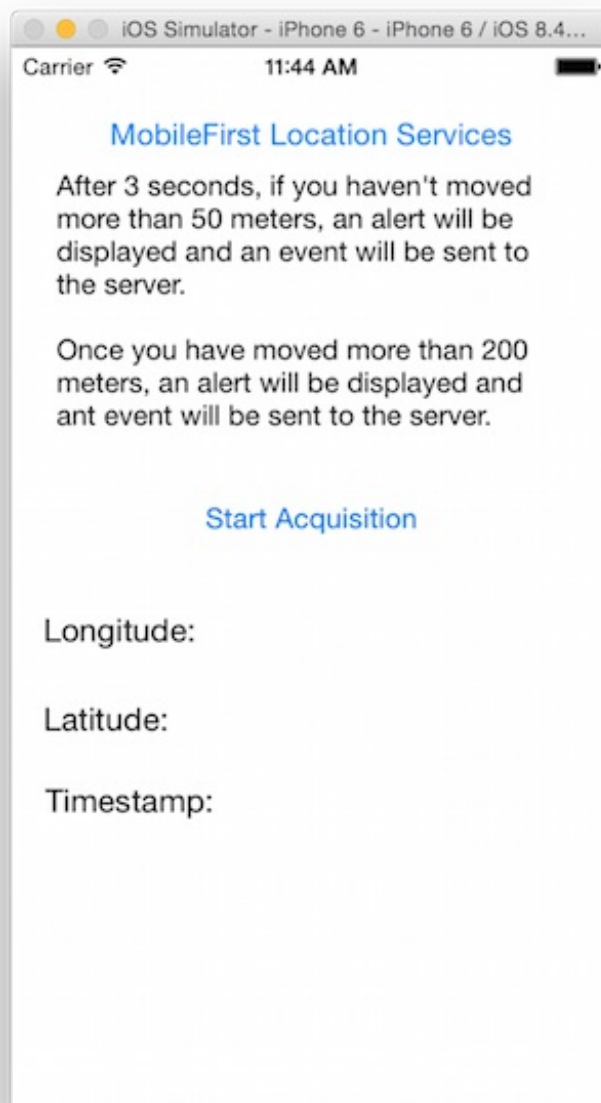 iOS Simulator - iPhone 6 - iPhone 6 / iOS 8.4...
Carrier 11:44 AM
MobileFirst Location Services
After 3 seconds, if you haven't moved
more than 50 meters, an alert will be
displayed and an event will be sent to
the server.
Once you have moved more than 200
meters, an alert will be displayed and
ant event will be sent to the server.
Start Acquisition
Longitude:
Latitude:
Timestamp: